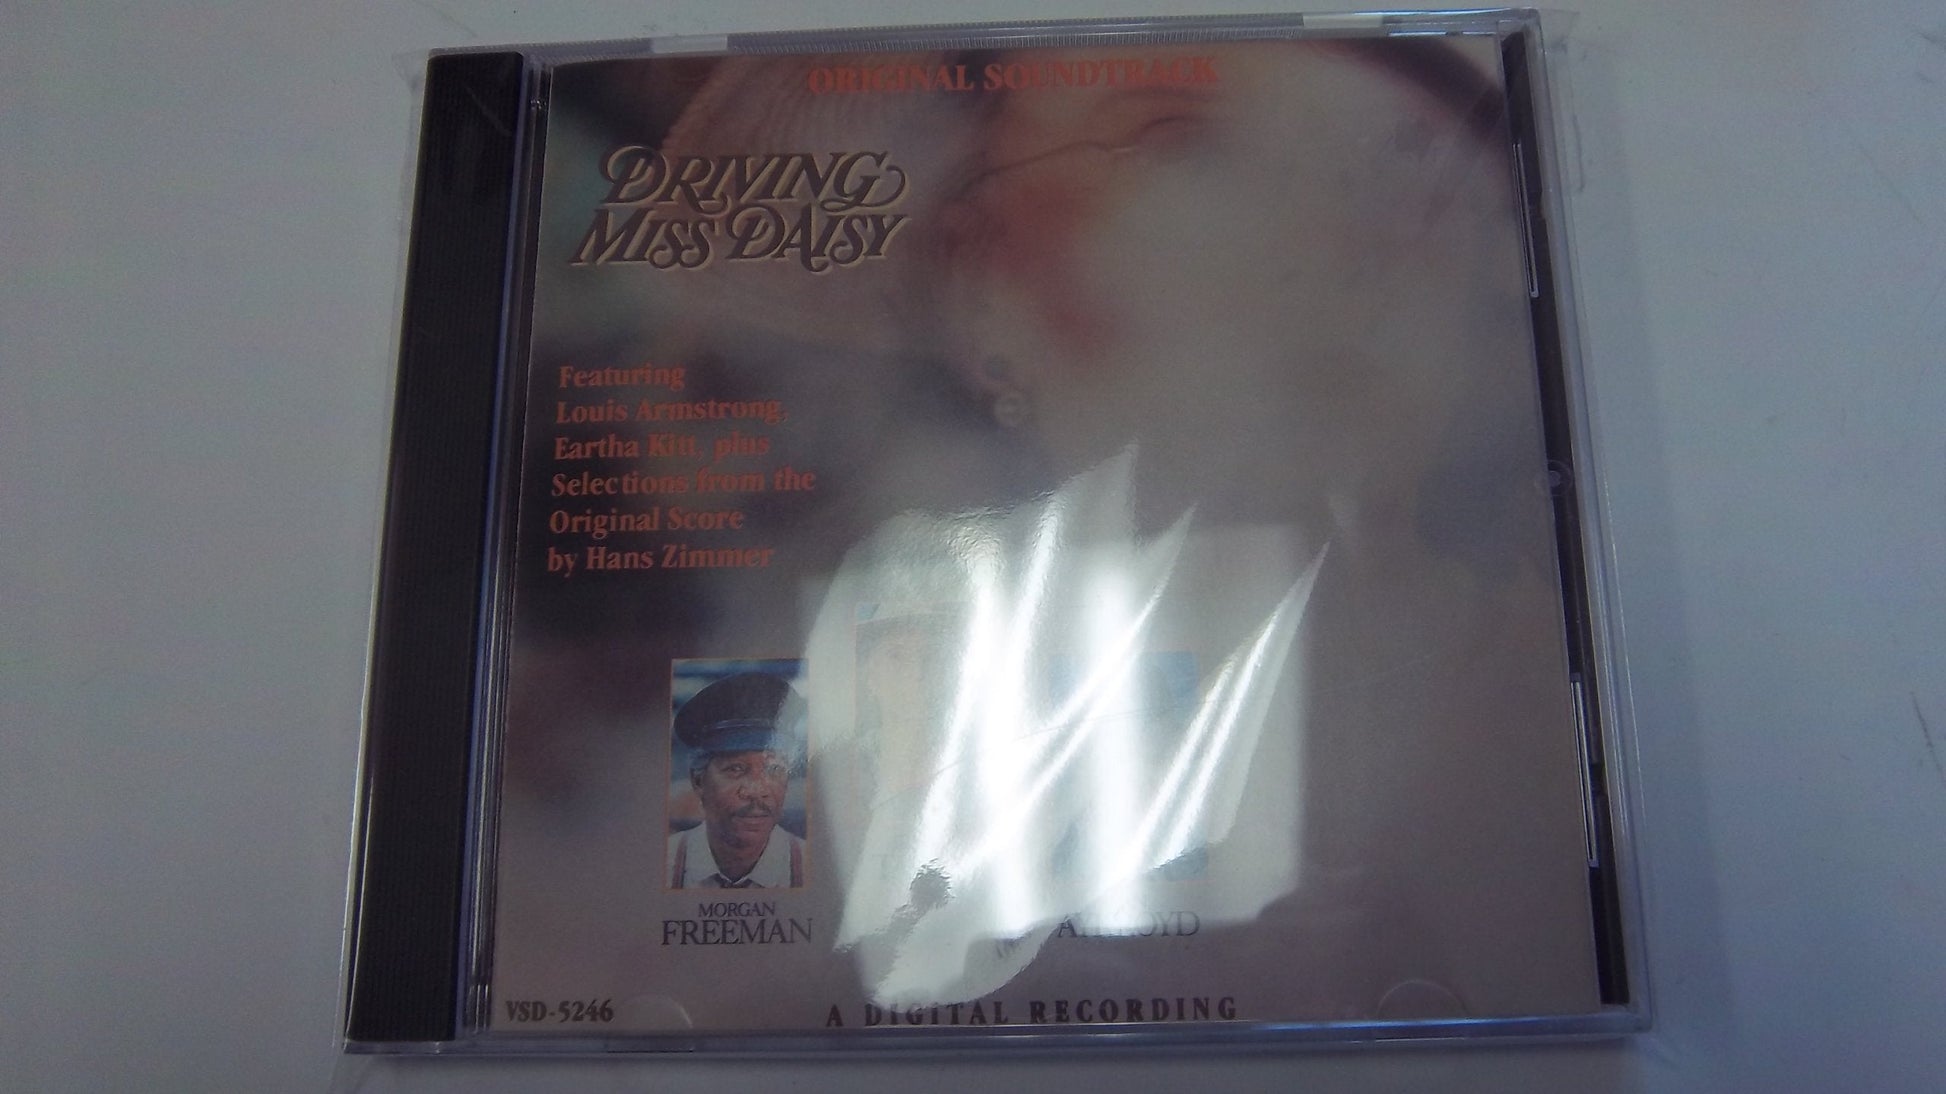 ORIGINAL SOUNDTRACK
DRIVING
MISS DAISY
Featuring
Louis Armstrong,
Eartha Kitt, plus
Selections from the
Original Score
by Hans Zimmer
MORGAN
FREEMAN
AYKROYD
VSD-5246
A DIGITAL RECORDING